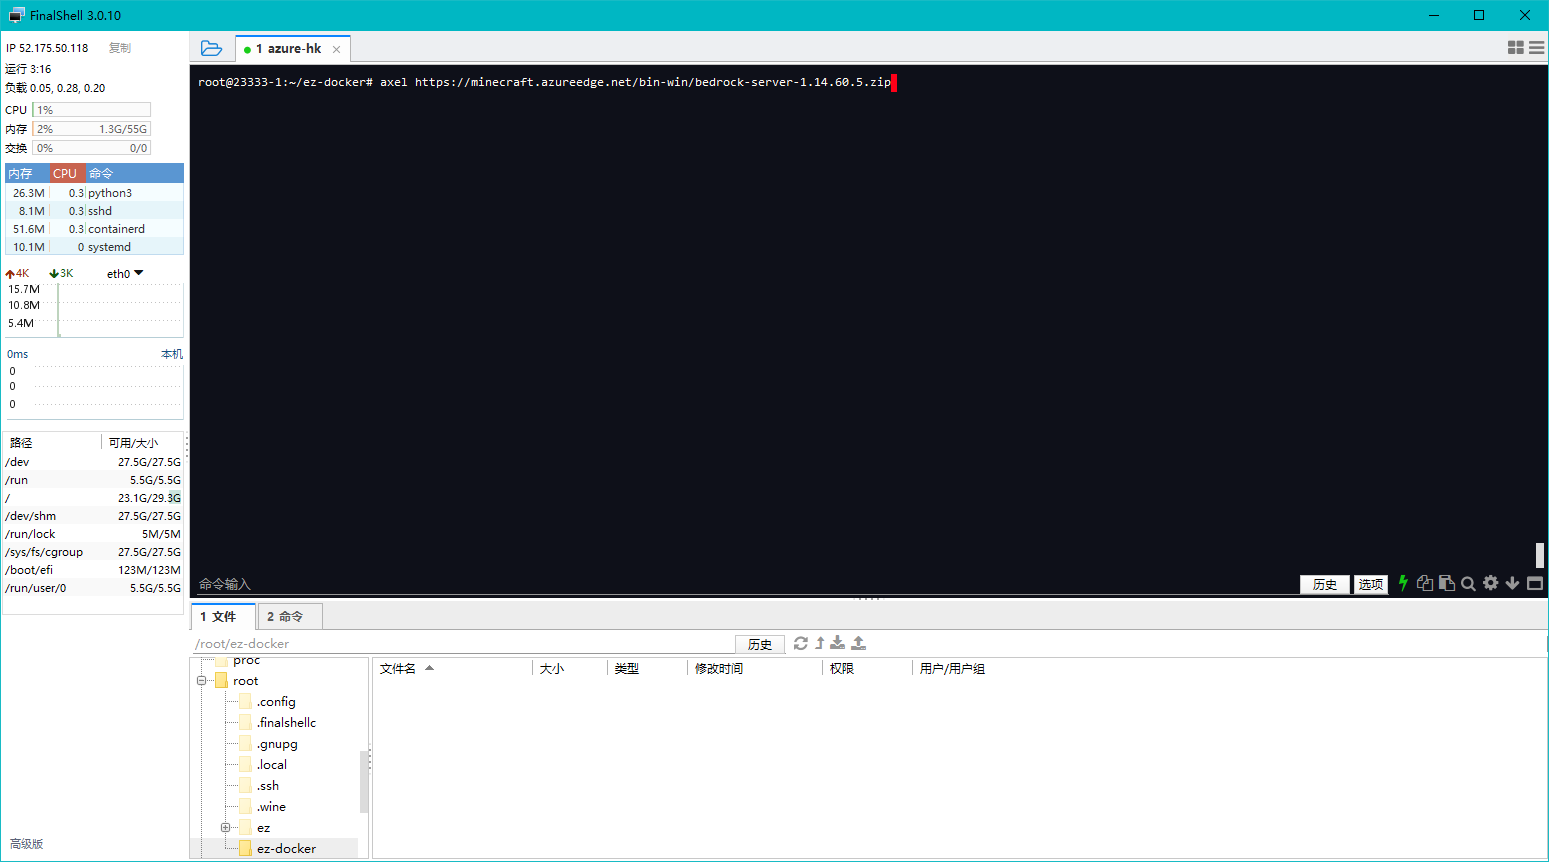 FinalShell 3.0.10
IP 52.175.50.118 复制
运行 3:16
负载 0.05, 0.28, 0.20
CPU 1%
内存 2% 1.3G/55G
交换 0% 0/0
内存 CPU 命令
26.3M 0.3 python3
8.1M 0.3 sshd
51.6M 0.3 containerd
10.1M 0 systemd
4K 3K eth0
15.7M
10.8M
5.4M
0ms 本机
0
0
0
路径 可用/大小
/dev 27.5G/27.5G
/run 5.5G/5.5G
/ 23.1G/29.3G
/dev/shm 27.5G/27.5G
/run/lock 5M/5M
/sys/fs/cgroup 27.5G/27.5G
/boot/efi 123M/123M
/run/user/0 5.5G/5.5G
高级版
1 azure-hk
root@23333-1:~/ez-docker# axel https://minecraft.azureedge.net/bin-win/bedrock-server-1.14.60.5.zip
命令输入 历史 选项
1 文件 2 命令
/root/ez-docker 历史
proc
root
.config
.finalshellc
.gnupg
.local
.ssh
.wine
ez
ez-docker
文件名 大小 类型 修改时间 权限 用户/用户组